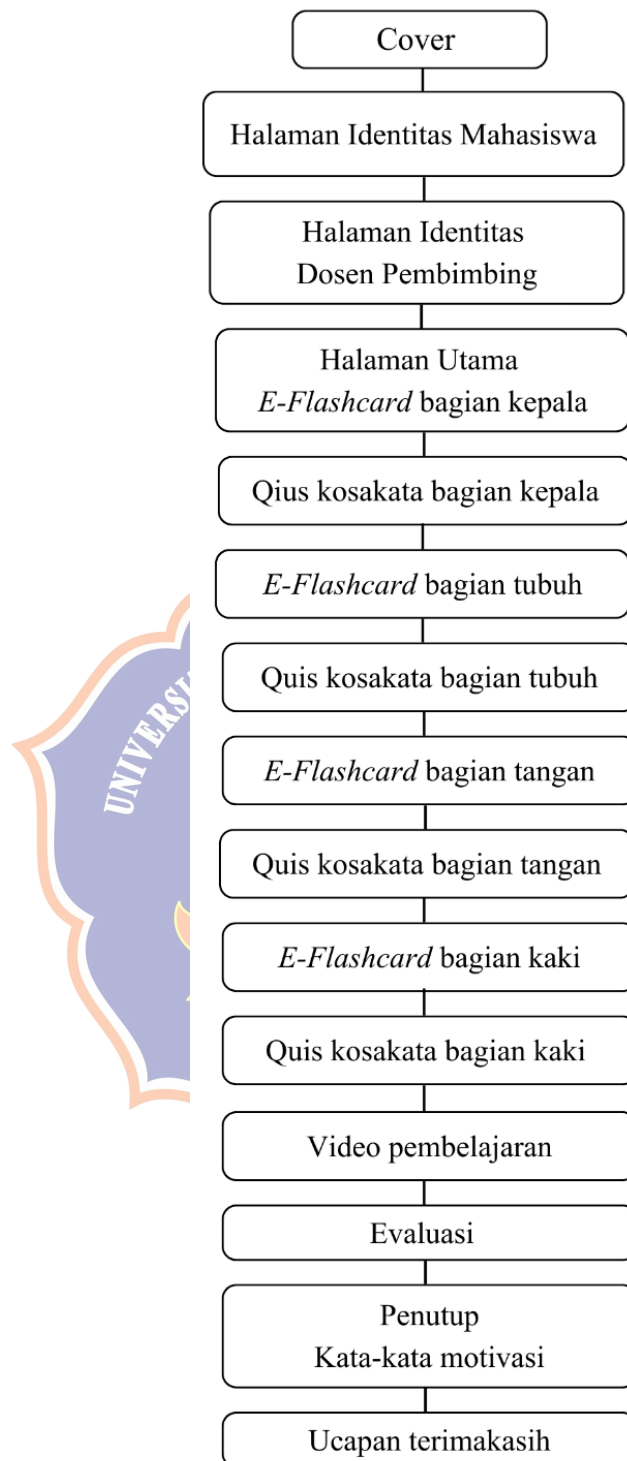 Cover
Halaman Identitas Mahasiswa
Halaman Identitas
Dosen Pembimbing
Halaman Utama
E-Flashcard bagian kepala
Qius kosakata bagian kepala
E-Flashcard bagian tubuh
Quis kosakata bagian tubuh
E-Flashcard bagian tangan
Quis kosakata bagian tangan
E-Flashcard bagian kaki
Quis kosakata bagian kaki
Video pembelajaran
Evaluasi
Penutup
Kata-kata motivasi
Ucapan terimakasih